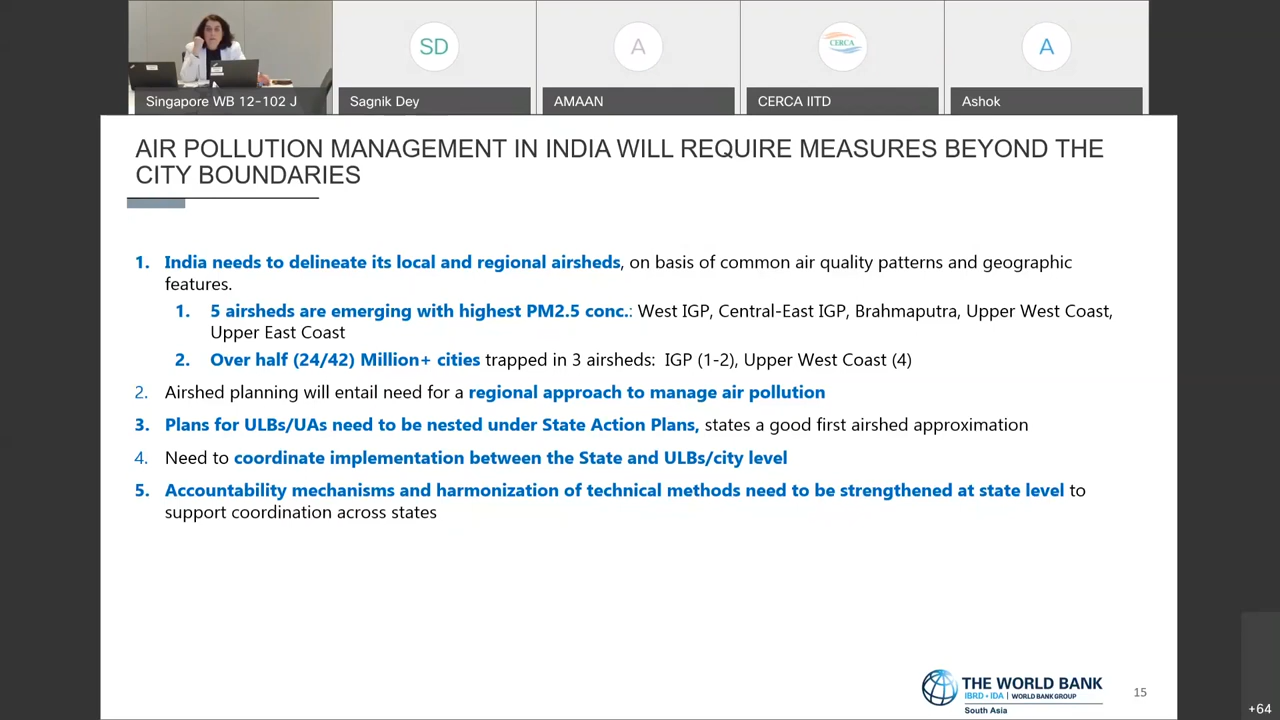 SD
A
CERCA
A
Singapore WB 12-102 J
Sagnik Dey
AMAAN
CERCA IITD
Ashok
AIR POLLUTION MANAGEMENT IN INDIA WILL REQUIRE MEASURES BEYOND THE
CITY BOUNDARIES
1. India needs to delineate its local and regional airsheds, on basis of common air quality patterns and geographic
features.
1. 5 airsheds are emerging with highest PM2.5 conc.: West IGP, Central-East IGP, Brahmaputra, Upper West Coast,
Upper East Coast
2. Over half (24/42) Million+ cities trapped in 3 airsheds: IGP (1-2), Upper West Coast (4)
2. Airshed planning will entail need for a regional approach to manage air pollution
3. Plans for ULBs/UAs need to be nested under State Action Plans, states a good first airshed approximation
4. Need to coordinate implementation between the State and ULBs/city level
5. Accountability mechanisms and harmonization of technical methods need to be strengthened at state level to
support coordination across states
THE WORLD BANK
IBRD • IDA | WORLD BANK GROUP
South Asia
15
+64